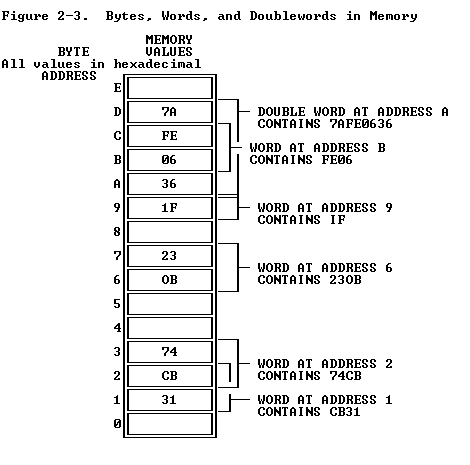 Figure 2-3.  Bytes, Words, and Doublewords in Memory
MEMORY
BYTE VALUES
All values in hexadecimal
ADDRESS
E
D 7A
DOUBLE WORD AT ADDRESS A
CONTAINS 7AFE0636
C FE
WORD AT ADDRESS B
CONTAINS FE06
B 06
A 36
9 1F
WORD AT ADDRESS 9
CONTAINS IF
8
7 23
WORD AT ADDRESS 6
CONTAINS 23OB
6 OB
5
4
3 74
WORD AT ADDRESS 2
CONTAINS 74CB
2 CB
1 31
WORD AT ADDRESS 1
CONTAINS CB31
0